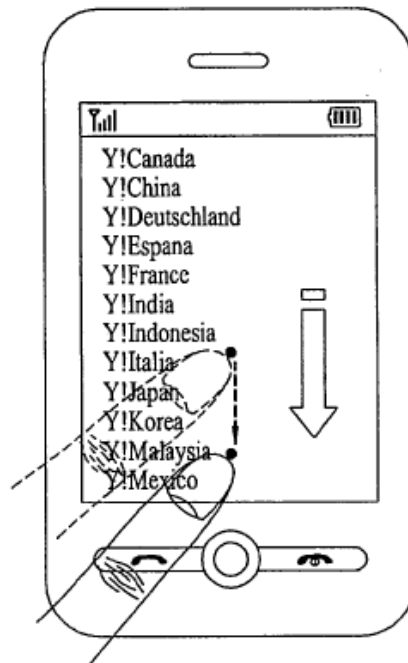 Y!Canada
Y!China
Y!Deutschland
Y!Espana
Y!France
Y!India
Y!Indonesia
Y!Italia
Y!Japan
Y!Korea
Y!Malaysia
Y!Mexico